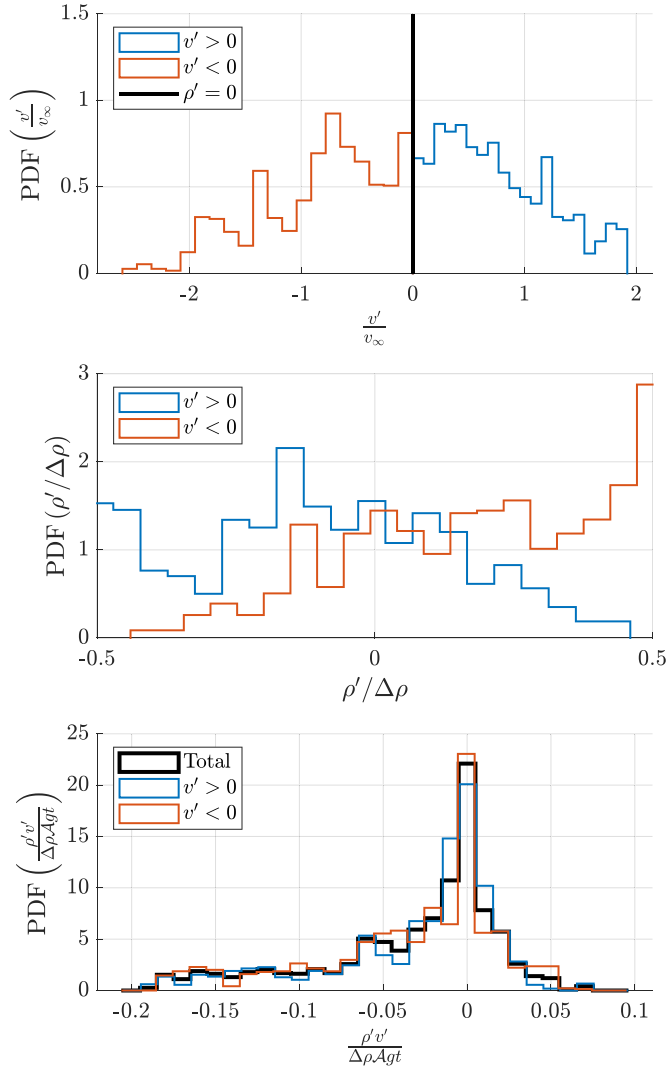 1.5
v′ > 0
v′ < 0
ρ′ = 0
1
0.5
0
PDF (v′/v∞)
-2 -1 0 1 2
v′/v∞
3
v′ > 0
v′ < 0
2
1
0
PDF (ρ′/Δρ)
-0.5 0 0.5
ρ′/Δρ
25
Total
v′ > 0
v′ < 0
20
15
10
5
0
PDF (ρ′v′/Δρ𝒜gt)
-0.2 -0.15 -0.1 -0.05 0 0.05 0.1
ρ′v′/Δρ𝒜gt